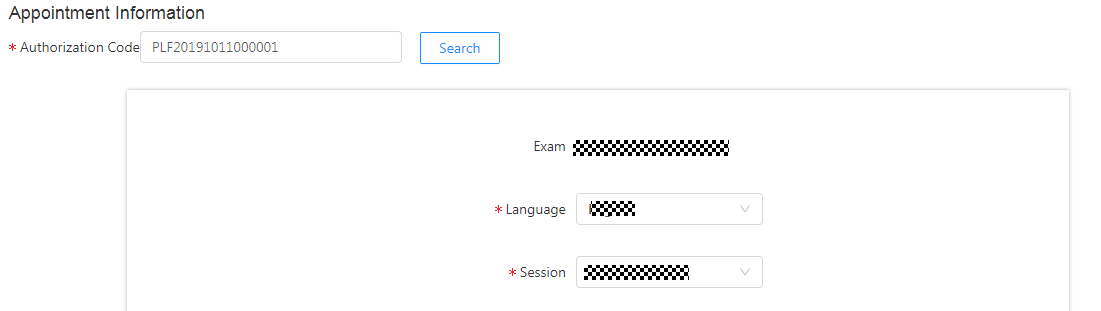 Appointment Information
* Authorization Code PLF20191011000001 Search
Exam
* Language
* Session